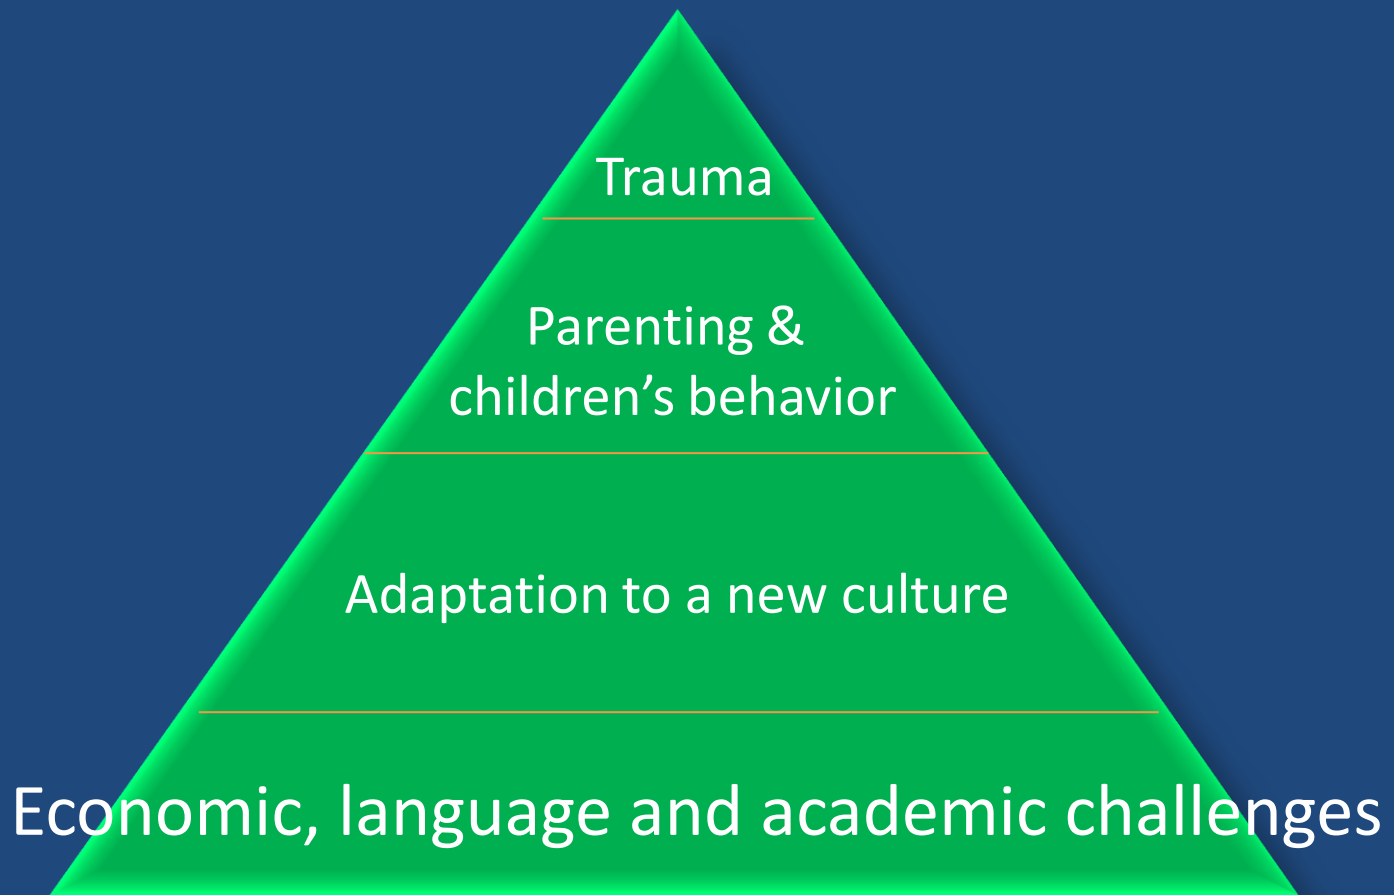 Trauma
Parenting &
children’s behavior
Adaptation to a new culture
Economic, language and academic challenges